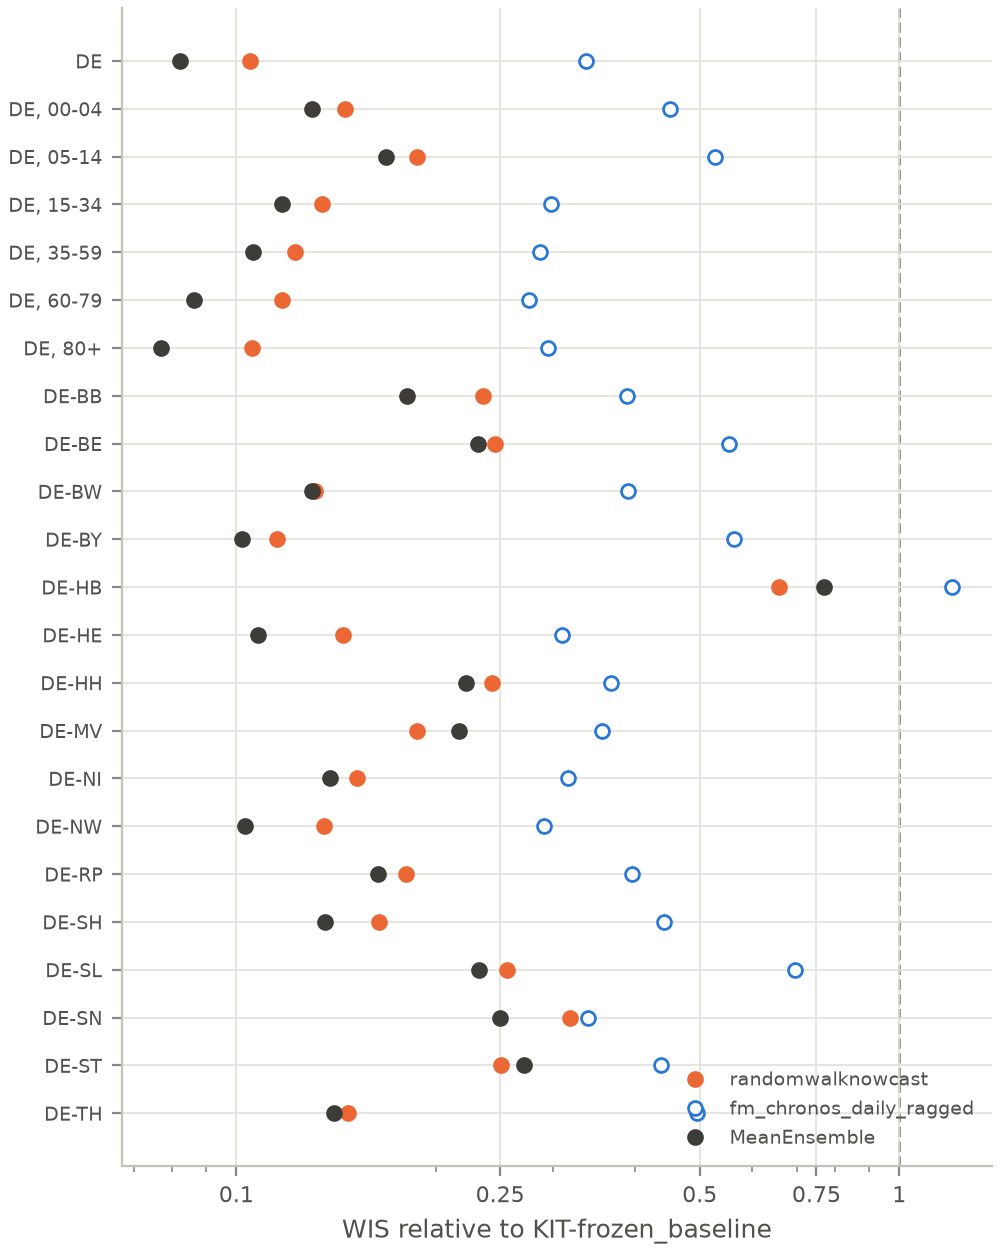 DE
DE, 00-04
DE, 05-14
DE, 15-34
DE, 35-59
DE, 60-79
DE, 80+
DE-BB
DE-BE
DE-BW
DE-BY
DE-HB
DE-HE
DE-HH
DE-MV
DE-NI
DE-NW
DE-RP
DE-SH
DE-SL
DE-SN
DE-ST
DE-TH
randomwalknowcast
fm_chronos_daily_ragged
MeanEnsemble
0.1 0.25 0.5 0.75 1
WIS relative to KIT-frozen_baseline